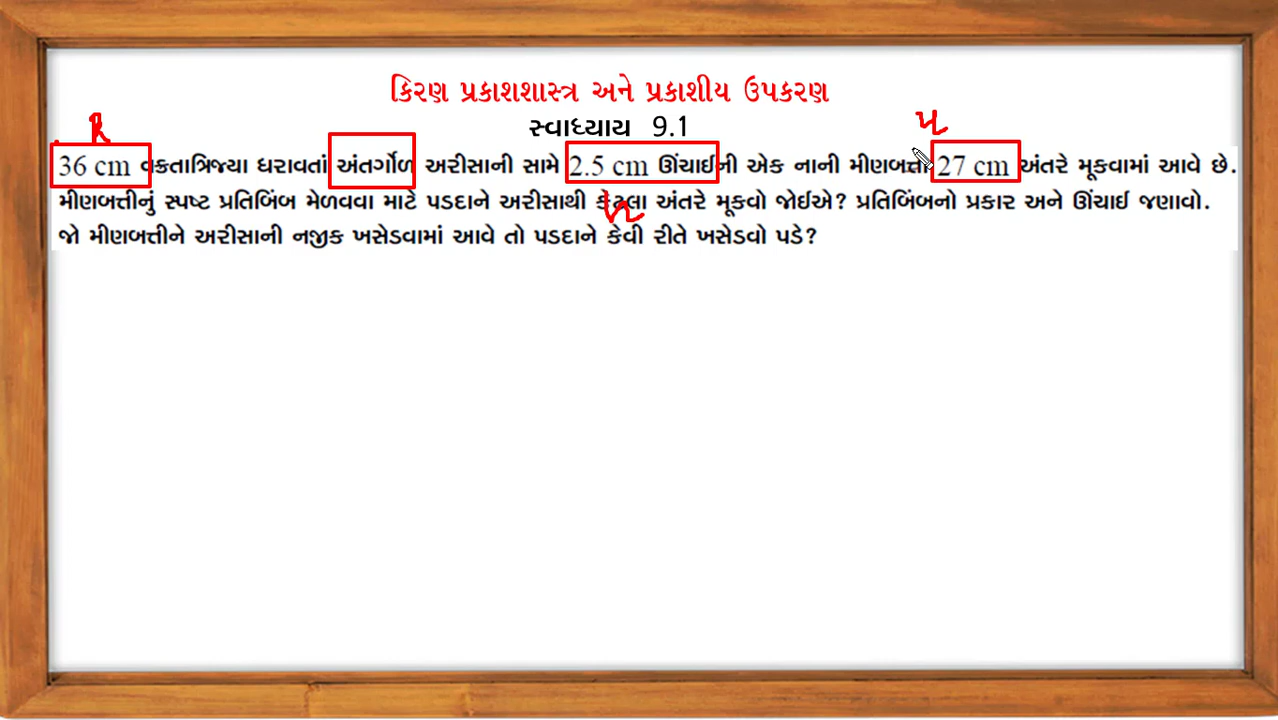 કિરણ પ્રકાશશાસ્ત્ર અને પ્રકાશીય ઉપકરણ
સ્વાધ્યાય 9.1
R u
36 cm વક્રતાત્રિજ્યા ધરાવતાં અંતર્ગોળ અરીસાની સામે 2.5 cm ઊંચાઈની એક નાની મીણબત્તી 27 cm અંતરે મૂકવામાં આવે છે.
મીણબત્તીનું સ્પષ્ટ પ્રતિબિંબ મેળવવા માટે પડદાને અરીસાથી કેટલા અંતરે મૂકવો જોઈએ? પ્રતિબિંબનો પ્રકાર અને ઊંચાઈ જણાવો.
h
જો મીણબત્તીને અરીસાની નજીક ખસેડવામાં આવે તો પડદાને કેવી રીતે ખસેડવો પડે?